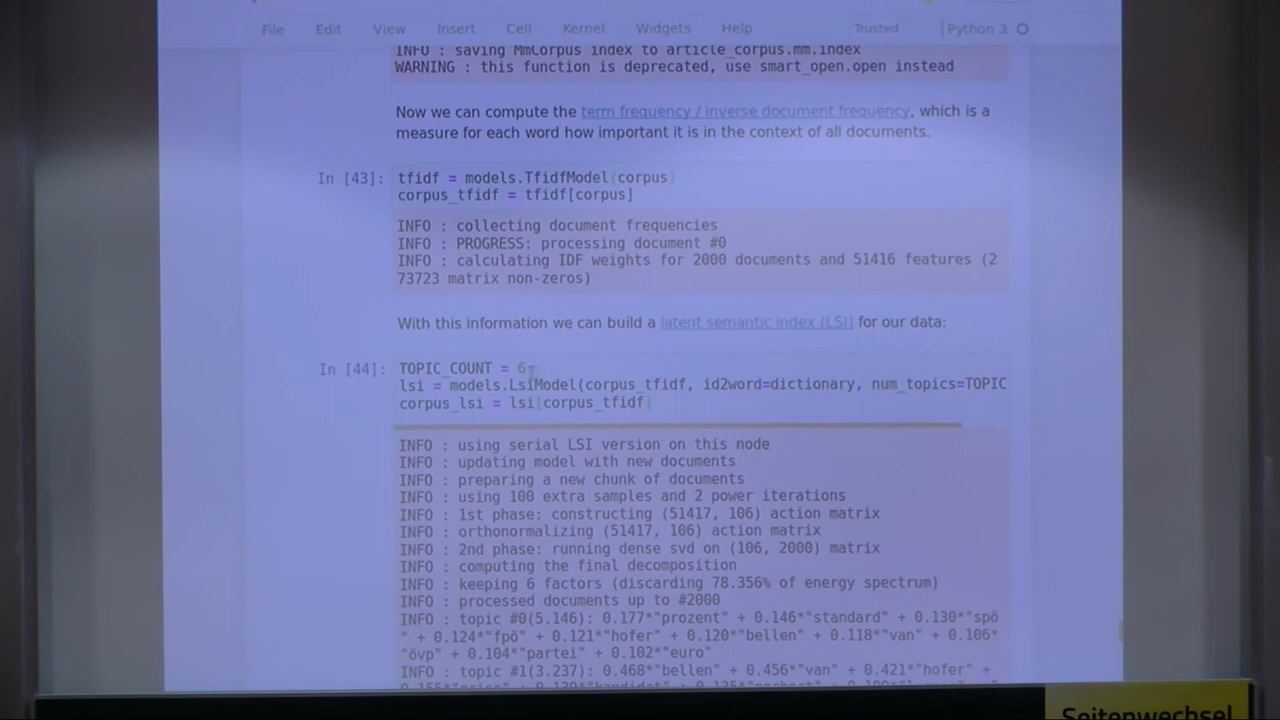 File Edit View Insert Cell Kernel Widgets Help Trusted Python 3
INFO : saving MmCorpus index to article_corpus.mm.index
WARNING : this function is deprecated, use smart_open.open instead
Now we can compute the term frequency / inverse document frequency, which is a
measure for each word how important it is in the context of all documents.
In [43]: tfidf = models.TfidfModel(corpus)
corpus_tfidf = tfidf[corpus]
INFO : collecting document frequencies
INFO : PROGRESS: processing document #0
INFO : calculating IDF weights for 2000 documents and 51416 features (2
73723 matrix non-zeros)
With this information we can build a latent semantic index (LSI) for our data:
In [44]: TOPIC_COUNT = 6
lsi = models.LsiModel(corpus_tfidf, id2word=dictionary, num_topics=TOPIC
corpus_lsi = lsi[corpus_tfidf]
INFO : using serial LSI version on this node
INFO : updating model with new documents
INFO : preparing a new chunk of documents
INFO : using 100 extra samples and 2 power iterations
INFO : 1st phase: constructing (51417, 106) action matrix
INFO : orthonormalizing (51417, 106) action matrix
INFO : 2nd phase: running dense svd on (106, 2000) matrix
INFO : computing the final decomposition
INFO : keeping 6 factors (discarding 78.356% of energy spectrum)
INFO : processed documents up to #2000
INFO : topic #0(5.146): 0.177*"prozent" + 0.146*"standard" + 0.130*"spö
" + 0.124*"fpö" + 0.121*"hofer" + 0.120*"bellen" + 0.118*"van" + 0.106*
"övp" + 0.104*"partei" + 0.102*"euro"
INFO : topic #1(3.237): 0.468*"bellen" + 0.456*"van" + 0.421*"hofer" +
Seitenwechsel